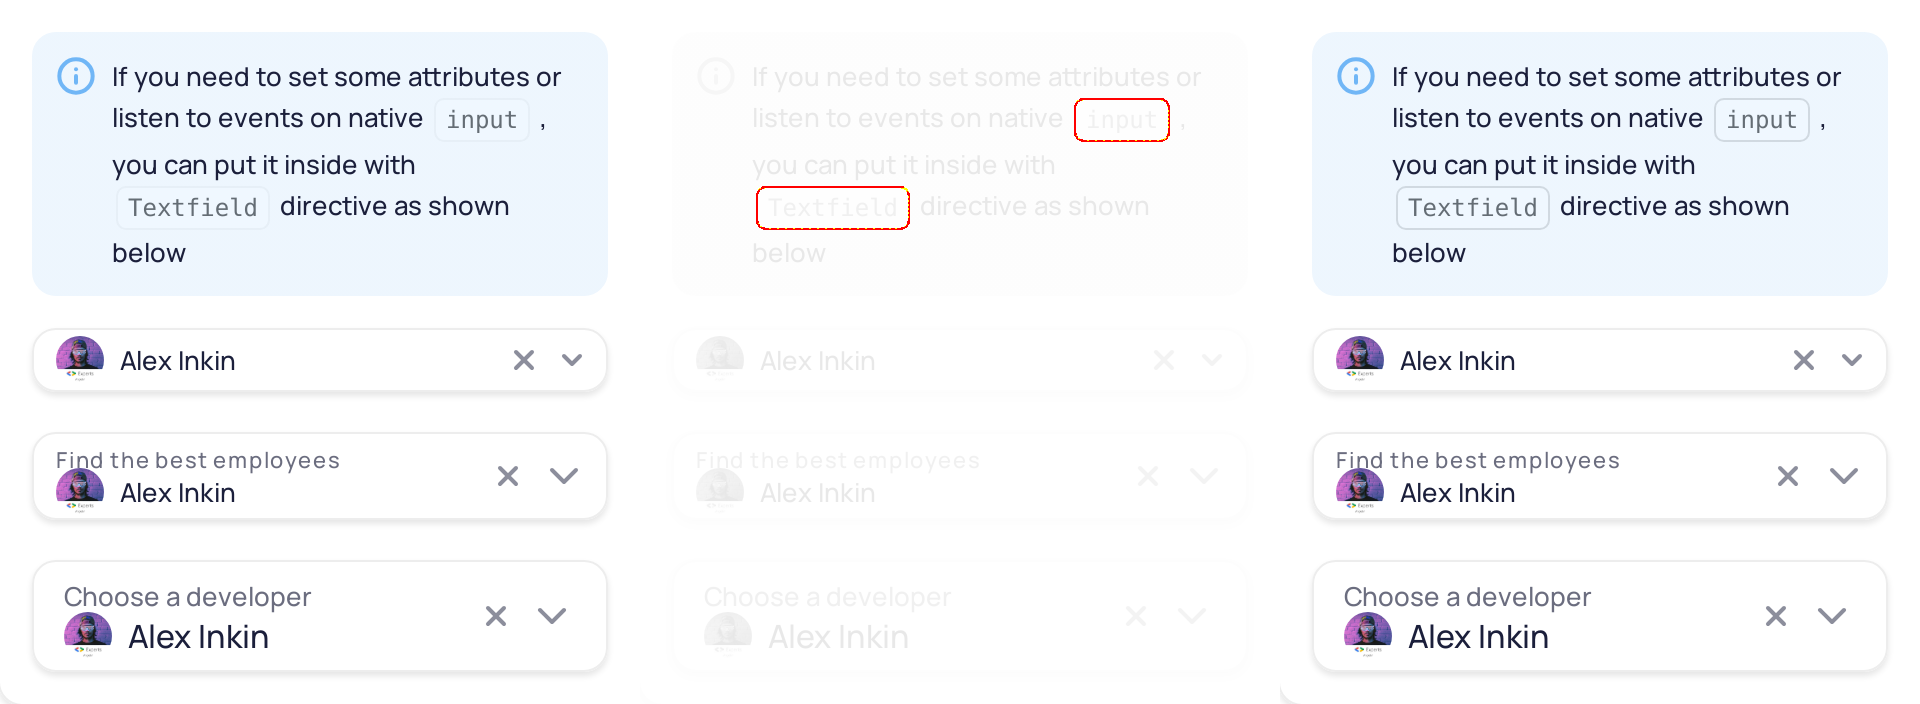 If you need to set some attributes or
listen to events on native input ,
you can put it inside with
Textfield directive as shown
below
Alex Inkin
Find the best employees
Alex Inkin
Choose a developer
Alex Inkin
If you need to set some attributes or
listen to events on native input ,
you can put it inside with
Textfield directive as shown
below
Alex Inkin
Find the best employees
Alex Inkin
Choose a developer
Alex Inkin
If you need to set some attributes or
listen to events on native input ,
you can put it inside with
Textfield directive as shown
below
Alex Inkin
Find the best employees
Alex Inkin
Choose a developer
Alex Inkin